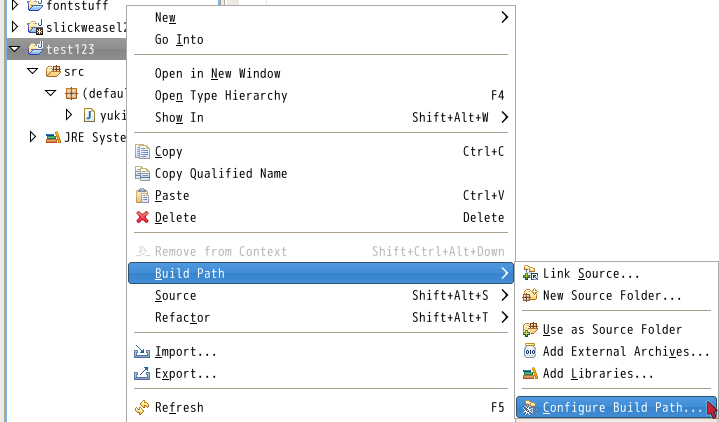 fontstuff
slickweasel2
test123
src
(defau
yuki
JRE Syste
New
Go Into
Open in New Window
Open Type Hierarchy F4
Show In Shift+Alt+W
Copy Ctrl+C
Copy Qualified Name
Paste Ctrl+V
Delete Delete
Remove from Context Shift+Ctrl+Alt+Down
Build Path
Source Shift+Alt+S
Refactor Shift+Alt+T
Import...
Export...
Refresh F5
Link Source...
New Source Folder...
Use as Source Folder
Add External Archives...
Add Libraries...
Configure Build Path...